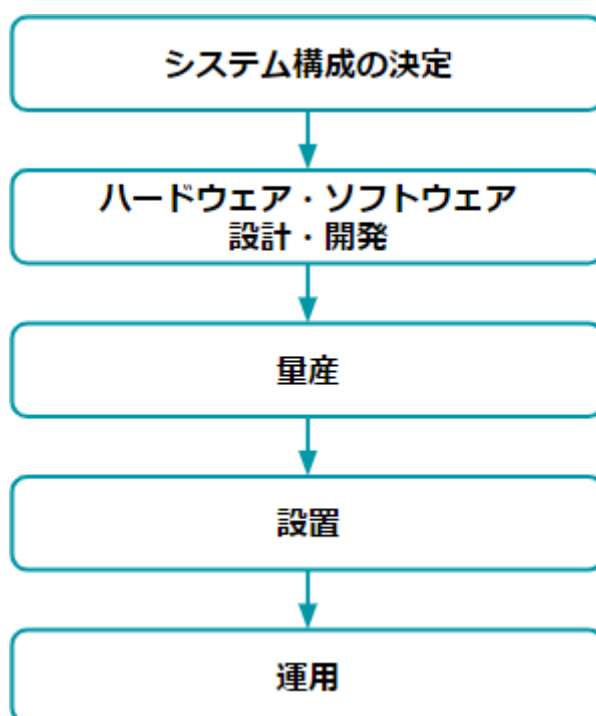 システム構成の決定
ハードウェア・ソフトウェア
設計・開発
量産
設置
運用